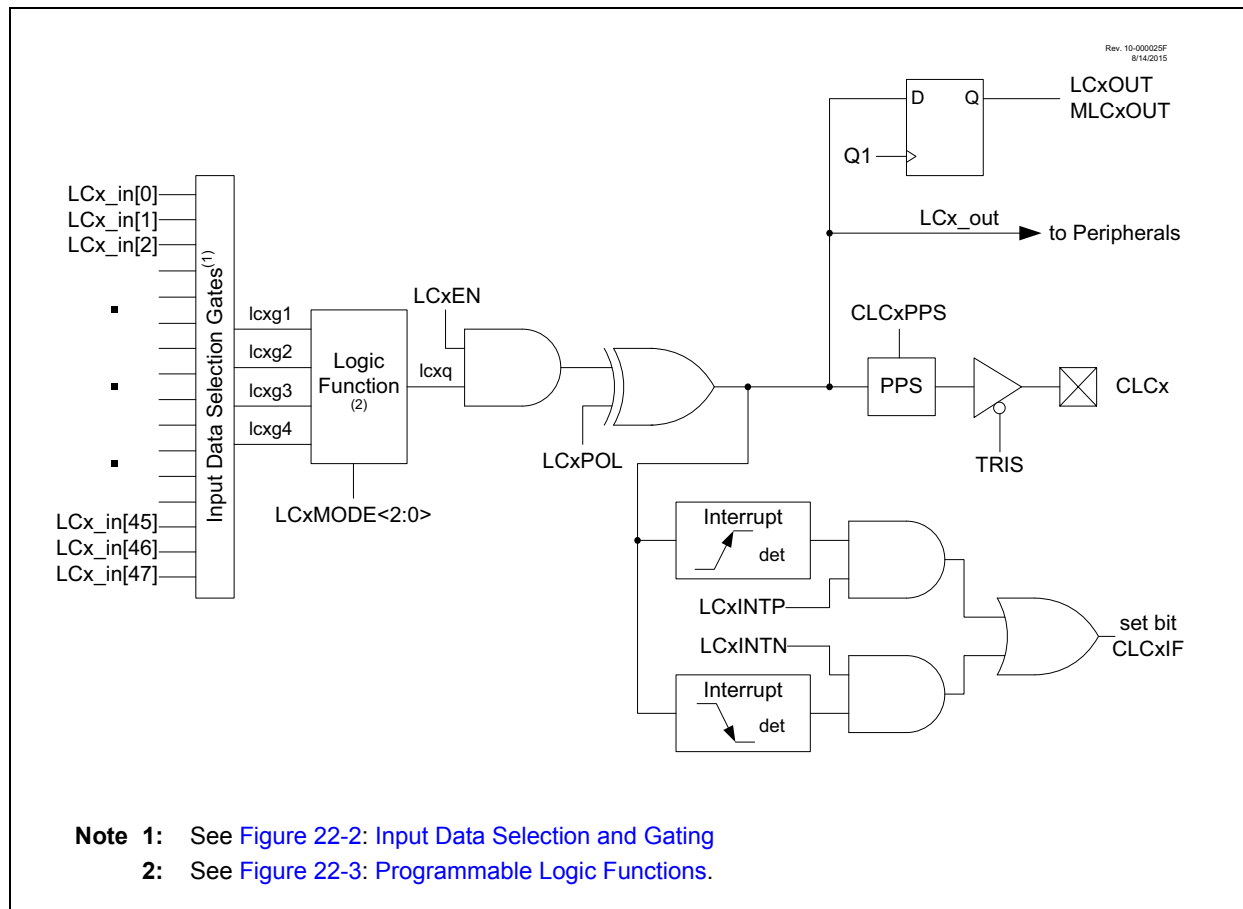 Rev. 10-000025F
8/14/2015
LCxOUT
MLCxOUT
D
Q
Q1
LCx_out
to Peripherals
LCx_in[0]
LCx_in[1]
LCx_in[2]
LCx_in[45]
LCx_in[46]
LCx_in[47]
Input Data Selection Gates(1)
lcxg1
lcxg2
lcxg3
lcxg4
Logic
Function
(2)
LCxMODE<2:0>
lcxq
LCxEN
LCxPOL
CLCxPPS
PPS
TRIS
CLCx
Interrupt
det
LCxINTP
LCxINTN
Interrupt
det
set bit
CLCxIF
Note 1: See Figure 22-2: Input Data Selection and Gating
2: See Figure 22-3: Programmable Logic Functions.